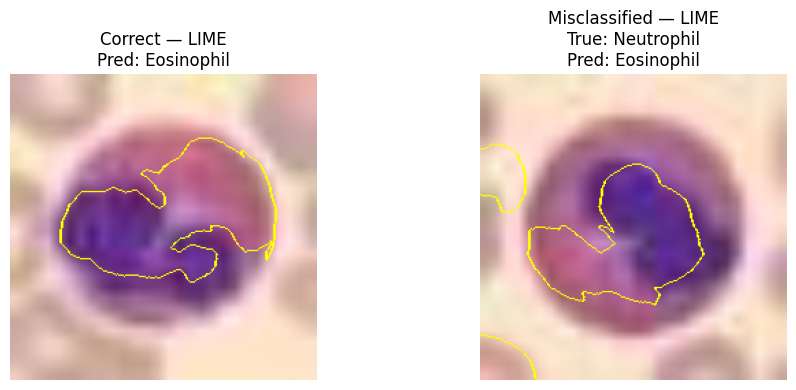 Correct — LIME
Pred: Eosinophil
Misclassified — LIME
True: Neutrophil
Pred: Eosinophil